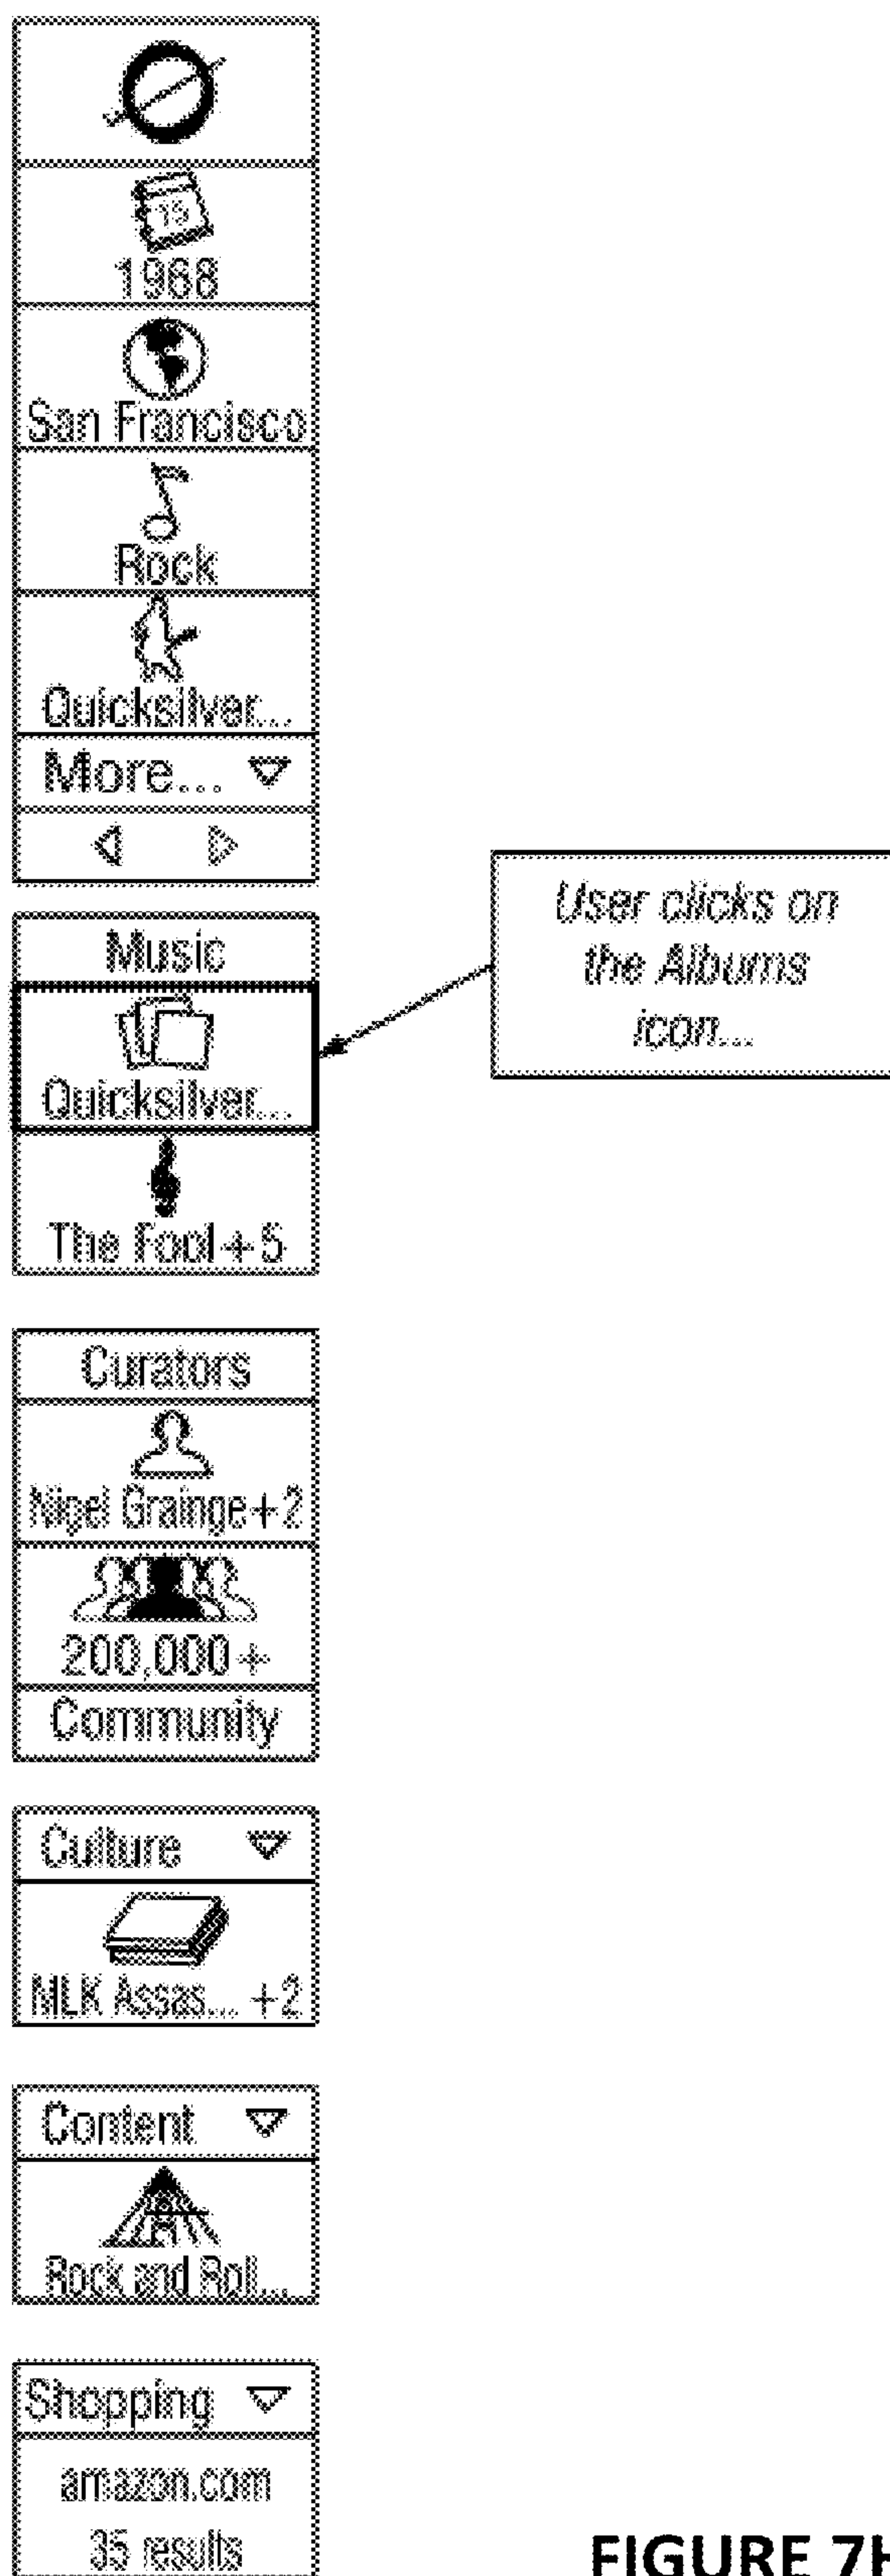 19
1968
San Francisco
Rock
Quicksilver...
More...
Music
Quicksilver...
The Fool + 5
User clicks on
the Albums
icon...
Curators
Nigel Grainge+2
200,000 +
Community
Culture
MLK Assas... +2
Content
Rock and Roll...
Shopping
amazon.com
35 results
FIGURE 7H